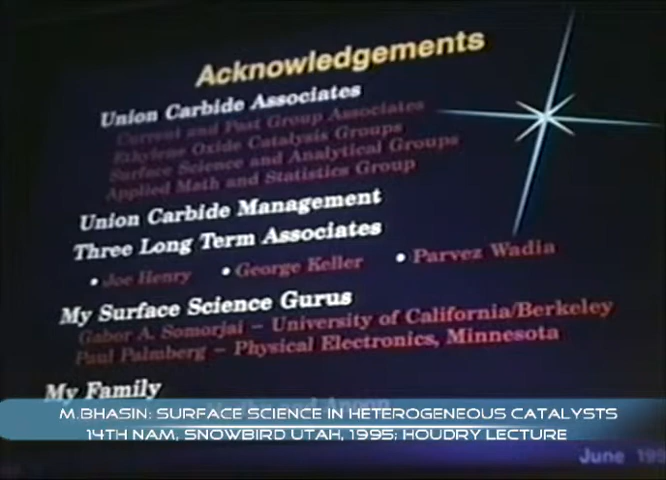 Acknowledgements
Union Carbide Associates
Current and Past Group Associates
Ethylene Oxide Catalysis Groups
Surface Science and Analytical Groups
Applied Math and Statistics Group
Union Carbide Management
Three Long Term Associates
• Joe Henry • George Keller • Parvez Wadia
My Surface Science Gurus
Gabor A. Somorjai – University of California/Berkeley
Paul Palmberg – Physical Electronics, Minnesota
My Family
M.BHASIN: SURFACE SCIENCE IN HETEROGENEOUS CATALYSTS
14TH NAM, SNOWBIRD UTAH, 1995; HOUDRY LECTURE
June